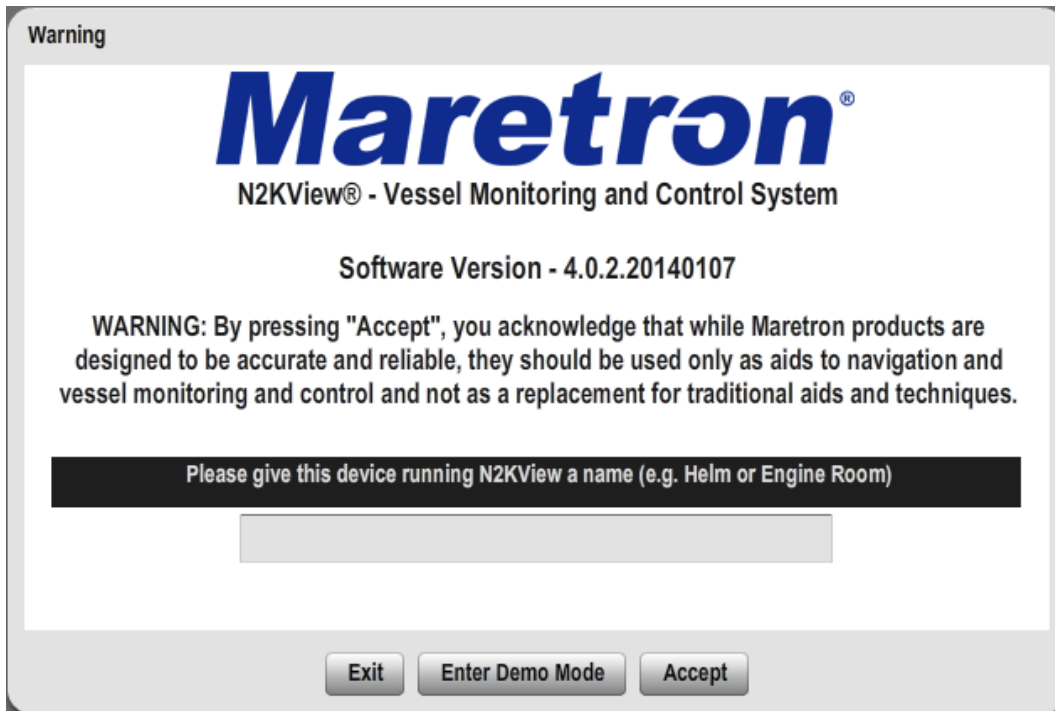 Warning
Maretron®
N2KView® - Vessel Monitoring and Control System
Software Version - 4.0.2.20140107
WARNING: By pressing "Accept", you acknowledge that while Maretron products are
designed to be accurate and reliable, they should be used only as aids to navigation and
vessel monitoring and control and not as a replacement for traditional aids and techniques.
Please give this device running N2KView a name (e.g. Helm or Engine Room)
Exit
Enter Demo Mode
Accept